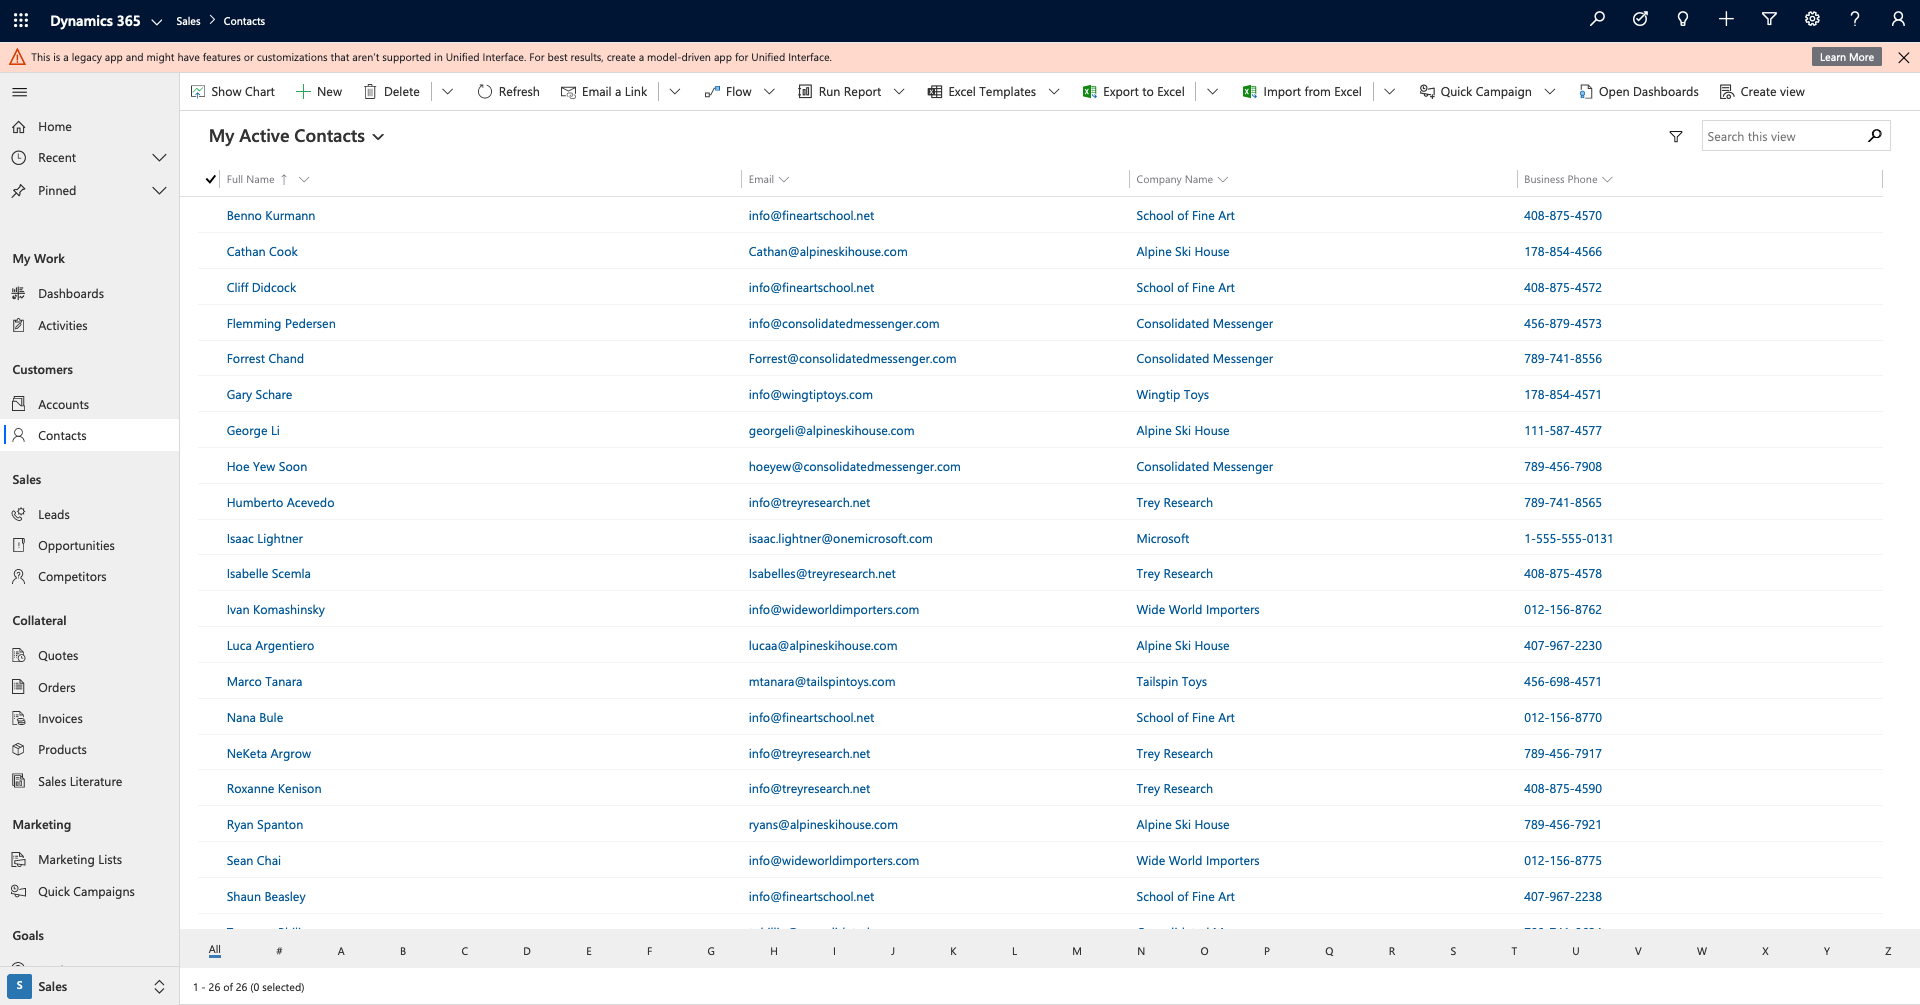 Dynamics 365 Sales Contacts
This is a legacy app and might have features or customizations that aren't supported in Unified Interface. For best results, create a model-driven app for Unified Interface. Learn More
Show Chart New Delete Refresh Email a Link Flow Run Report Excel Templates Export to Excel Import from Excel Quick Campaign Open Dashboards Create view
Home
Recent
Pinned
My Work
Dashboards
Activities
Customers
Accounts
Contacts
Sales
Leads
Opportunities
Competitors
Collateral
Quotes
Orders
Invoices
Products
Sales Literature
Marketing
Marketing Lists
Quick Campaigns
Goals
S Sales
My Active Contacts
Search this view
Full Name Email Company Name Business Phone
Benno Kurmann info@fineartschool.net School of Fine Art 408-875-4570
Cathan Cook Cathan@alpineskihouse.com Alpine Ski House 178-854-4566
Cliff Didcock info@fineartschool.net School of Fine Art 408-875-4572
Flemming Pedersen info@consolidatedmessenger.com Consolidated Messenger 456-879-4573
Forrest Chand Forrest@consolidatedmessenger.com Consolidated Messenger 789-741-8556
Gary Schare info@wingtiptoys.com Wingtip Toys 178-854-4571
George Li georgeli@alpineskihouse.com Alpine Ski House 111-587-4577
Hoe Yew Soon hoeyew@consolidatedmessenger.com Consolidated Messenger 789-456-7908
Humberto Acevedo info@treyresearch.net Trey Research 789-741-8565
Isaac Lightner isaac.lightner@onemicrosoft.com Microsoft 1-555-555-0131
Isabelle Scemla Isabelles@treyresearch.net Trey Research 408-875-4578
Ivan Komashinsky info@wideworldimporters.com Wide World Importers 012-156-8762
Luca Argentiero lucaa@alpineskihouse.com Alpine Ski House 407-967-2230
Marco Tanara mtanara@tailspintoys.com Tailspin Toys 456-698-4571
Nana Bule info@fineartschool.net School of Fine Art 012-156-8770
NeKeta Argrow info@treyresearch.net Trey Research 789-456-7917
Roxanne Kenison info@treyresearch.net Trey Research 408-875-4590
Ryan Spanton ryans@alpineskihouse.com Alpine Ski House 789-456-7921
Sean Chai info@wideworldimporters.com Wide World Importers 012-156-8775
Shaun Beasley info@fineartschool.net School of Fine Art 407-967-2238
All # A B C D E F G H I J K L M N O P Q R S T U V W X Y Z
1 - 26 of 26 (0 selected)